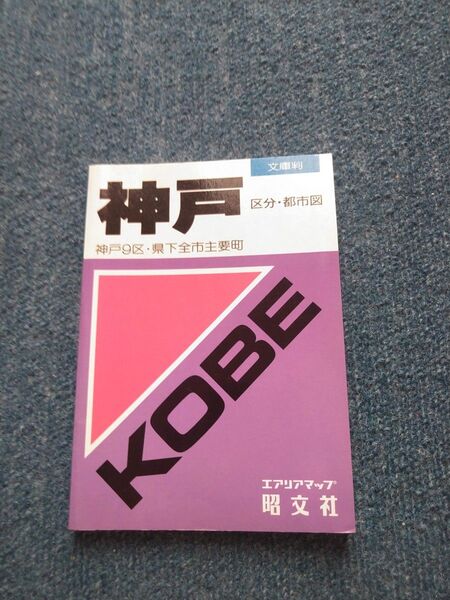 文庫判
神戸
区分・都市図
神戸9区・県下全市主要町
KOBE
エアリアマップ
昭文社